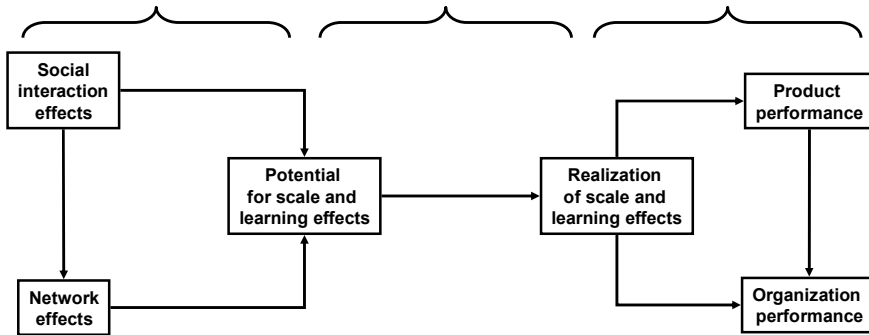 Social
interaction
effects
Product
performance
Potential
for scale and
learning effects
Realization
of scale and
learning effects
Network
effects
Organization
performance